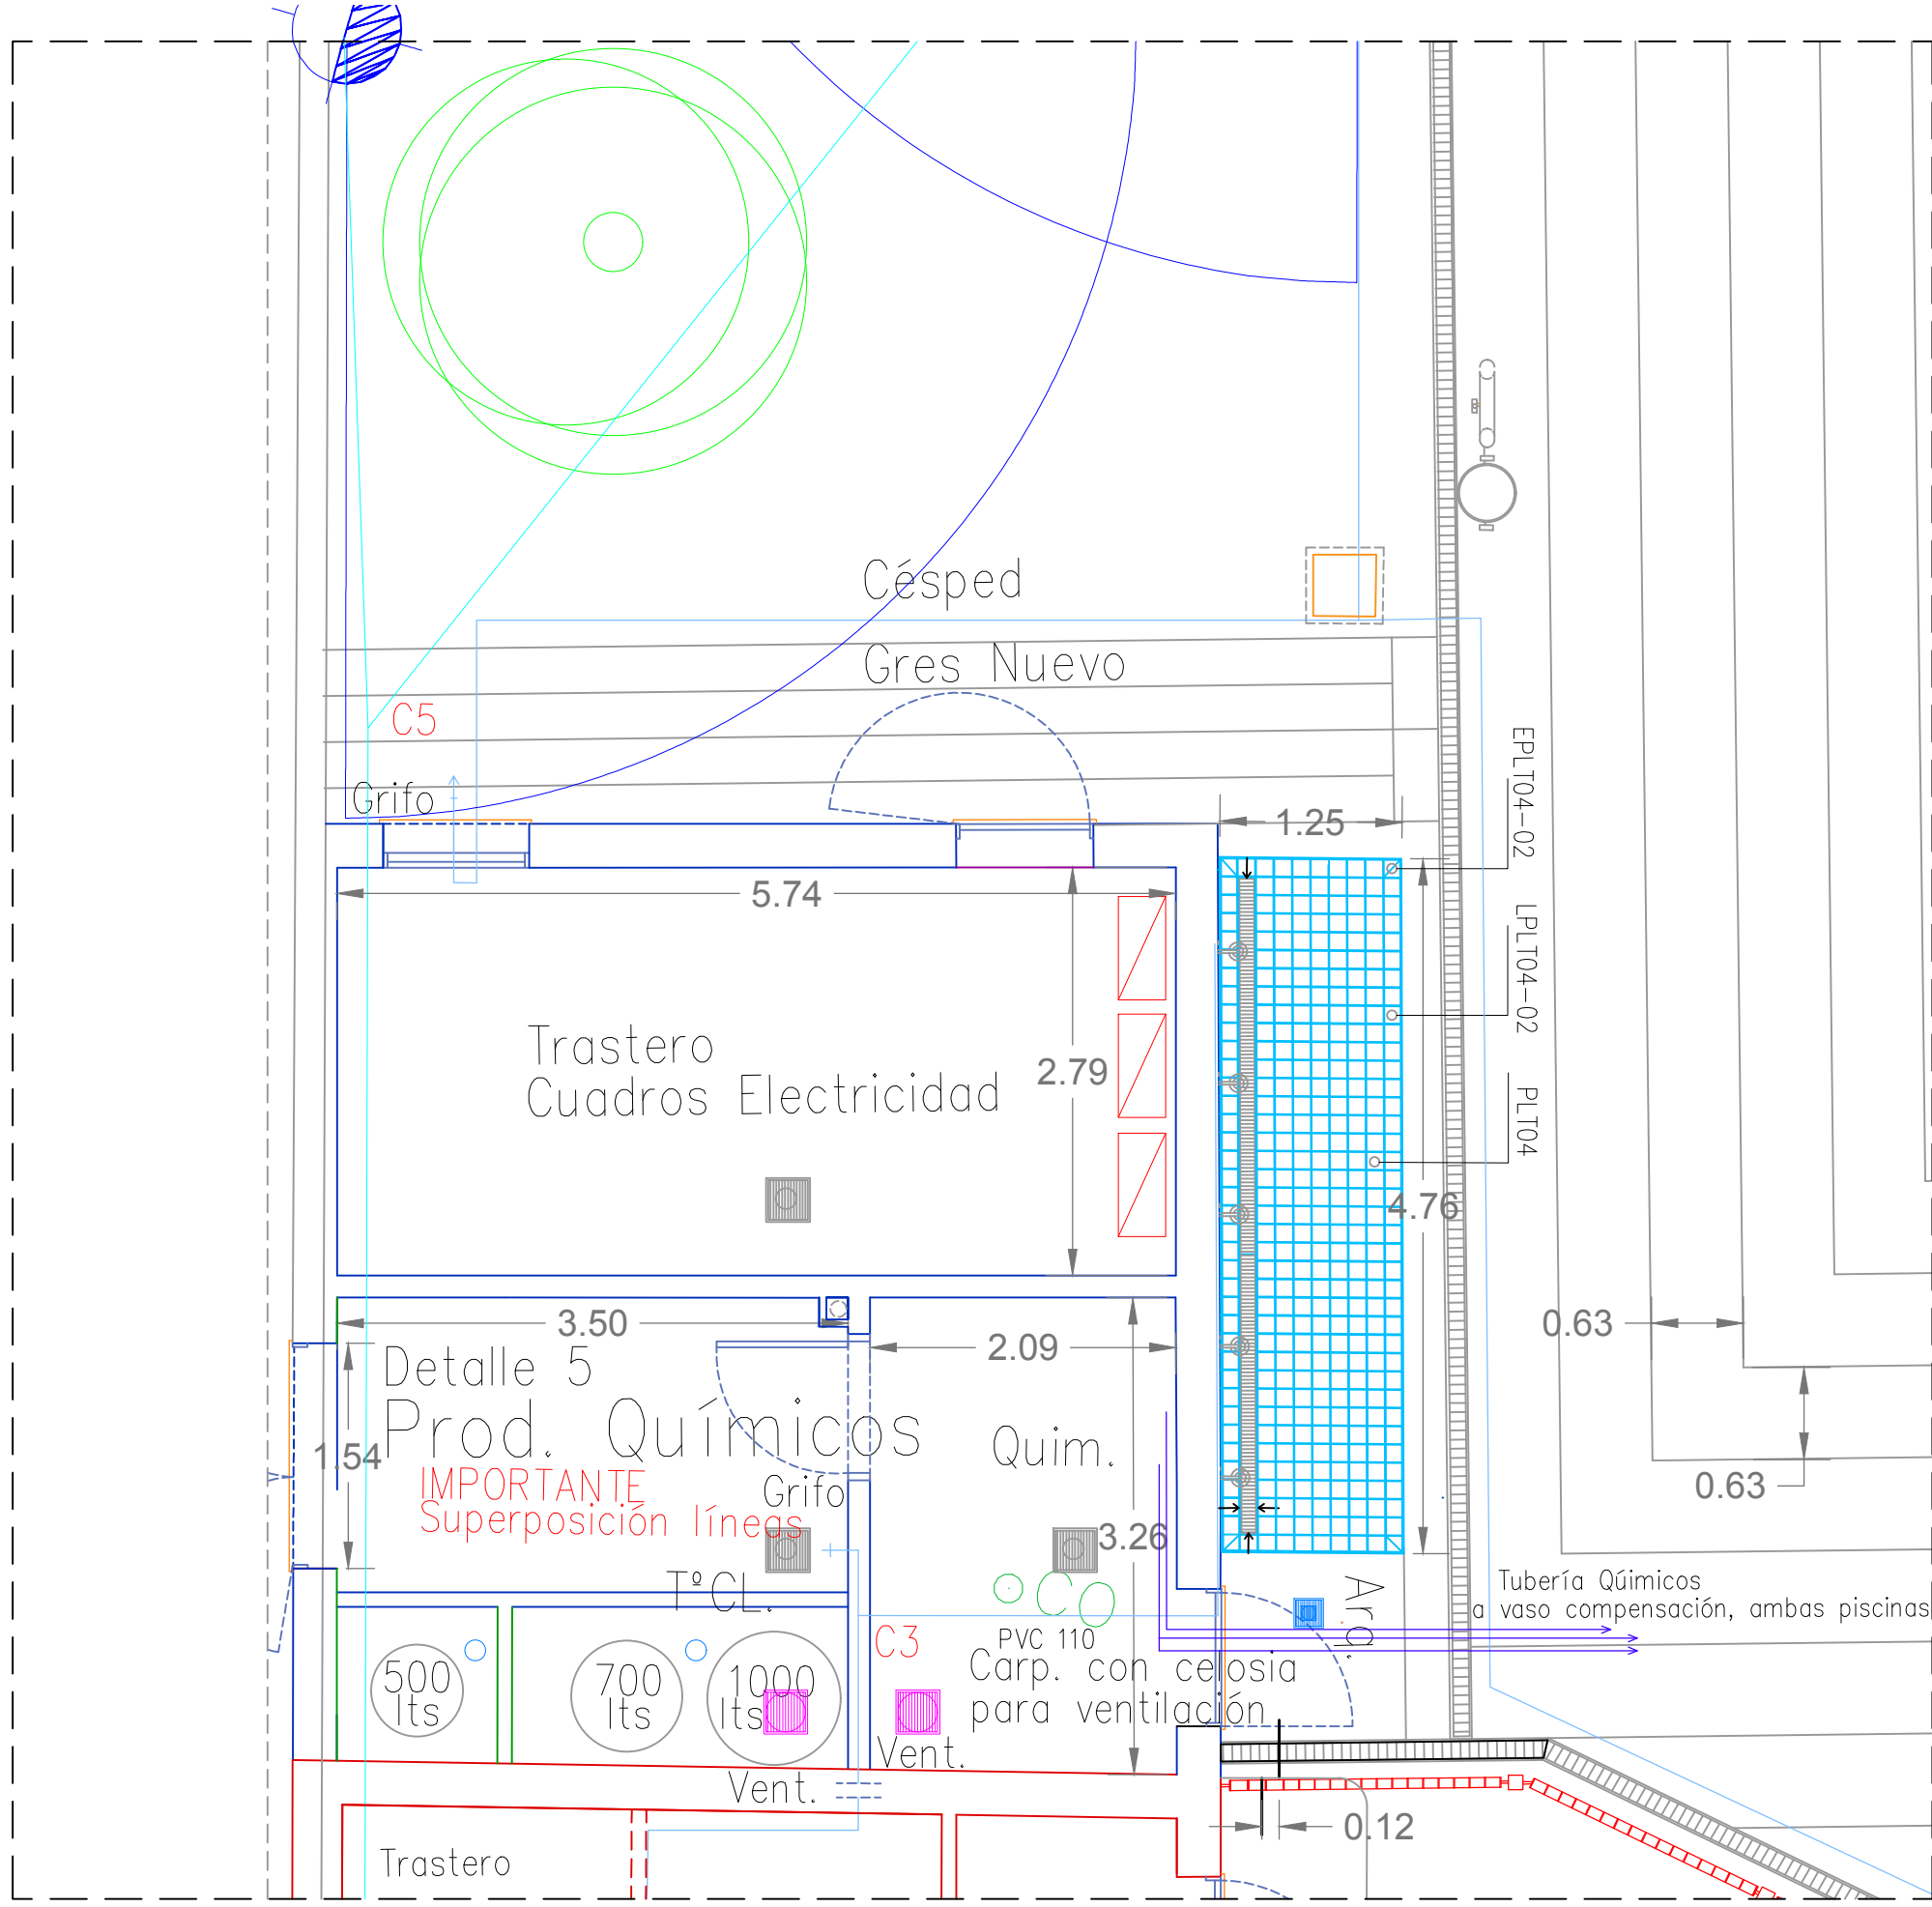 Césped
Gres Nuevo
C5
Grifo
1.25
EPLT04-02
5.74
LPLT04-02
Trastero
Cuadros Electricidad
2.79
PLT04
4.76
3.50
2.09
0.63
0.63
Detalle 5
Prod. Químicos
1.54
IMPORTANTE
Superposición líneas
Grifo
Quim.
3.26
TºCL.
CO
Arq.
Tubería Qúimicos
a vaso compensación, ambas piscinas
C3
PVC 110
Carp. con celosia
para ventilación
500
lts
700
lts
1000
lts
Vent.
Vent.
0.12
Trastero